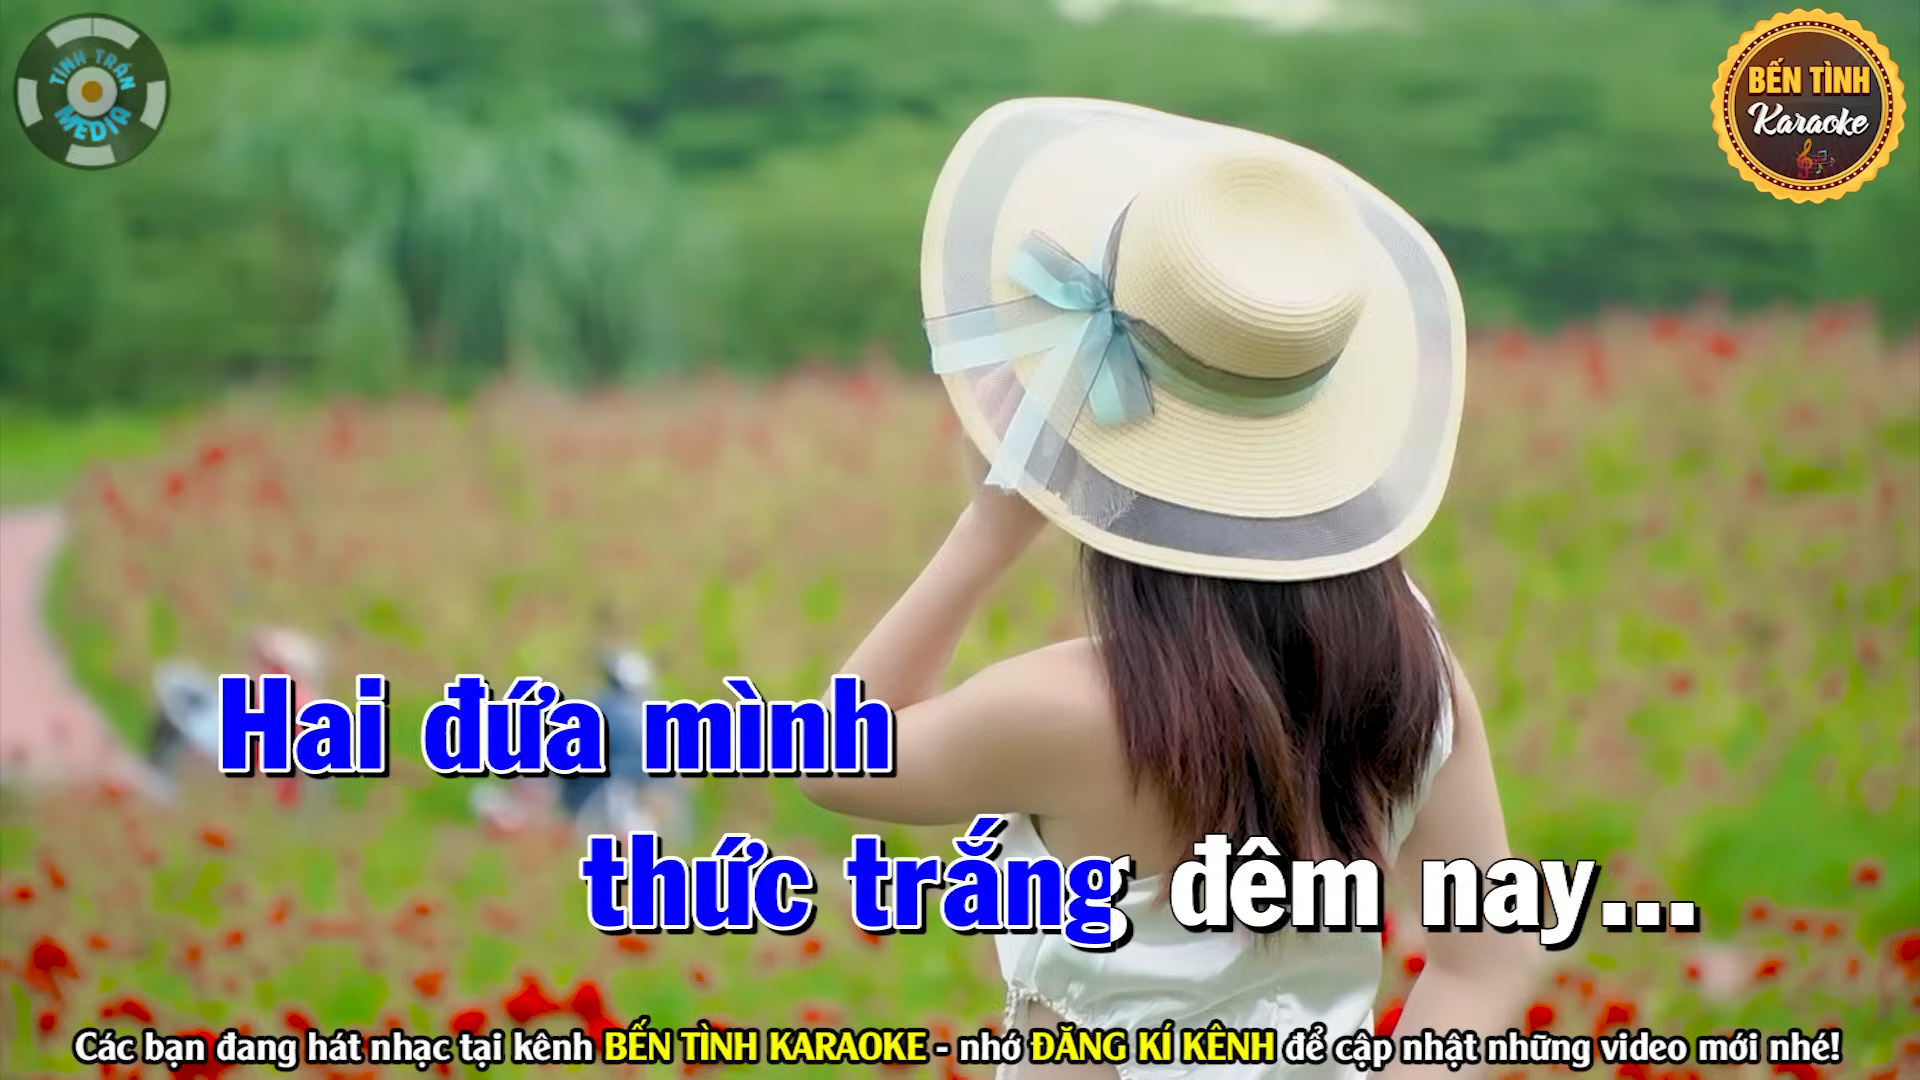 TÌNH TRẦN
MEDIA
BẾN TÌNH
Karaoke
Hai đứa mình
thức trắng đêm nay...
Các bạn đang hát nhạc tại kênh BẾN TÌNH KARAOKE - nhớ ĐĂNG KÍ KÊNH để cập nhật những video mới nhé!